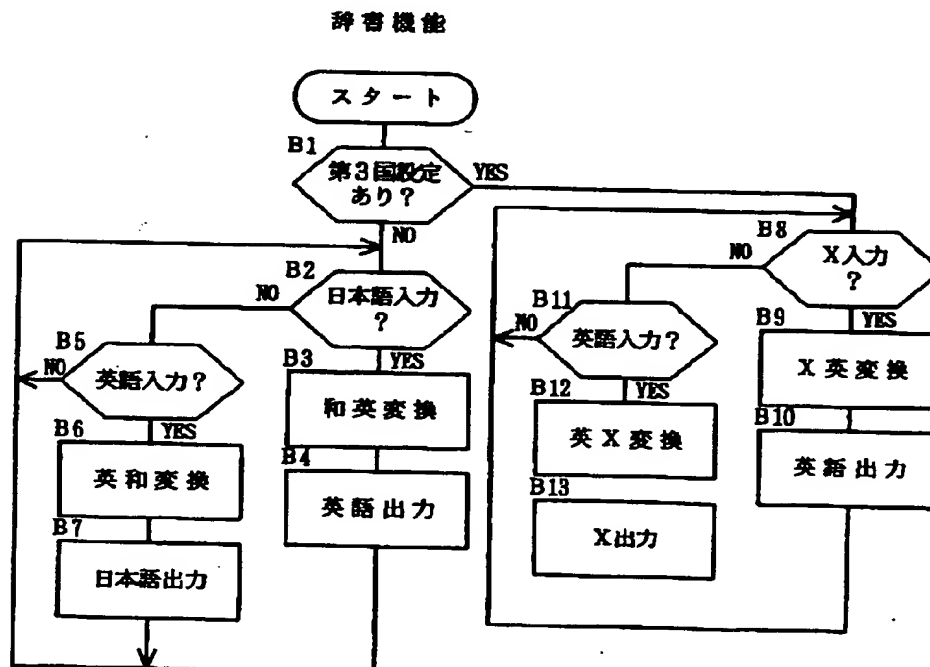 辞書機能
スタート
B1
第3国設定
あり?
YES
NO
B2
日本語入力
?
NO
YES
B3
和英変換
B4
英語出力
B5
英語入力?
NO
YES
B6
英和変換
B7
日本語出力
B8
X入力
?
NO
YES
B9
X英変換
B10
英語出力
B11
英語入力?
NO
YES
B12
英X変換
B13
X出力